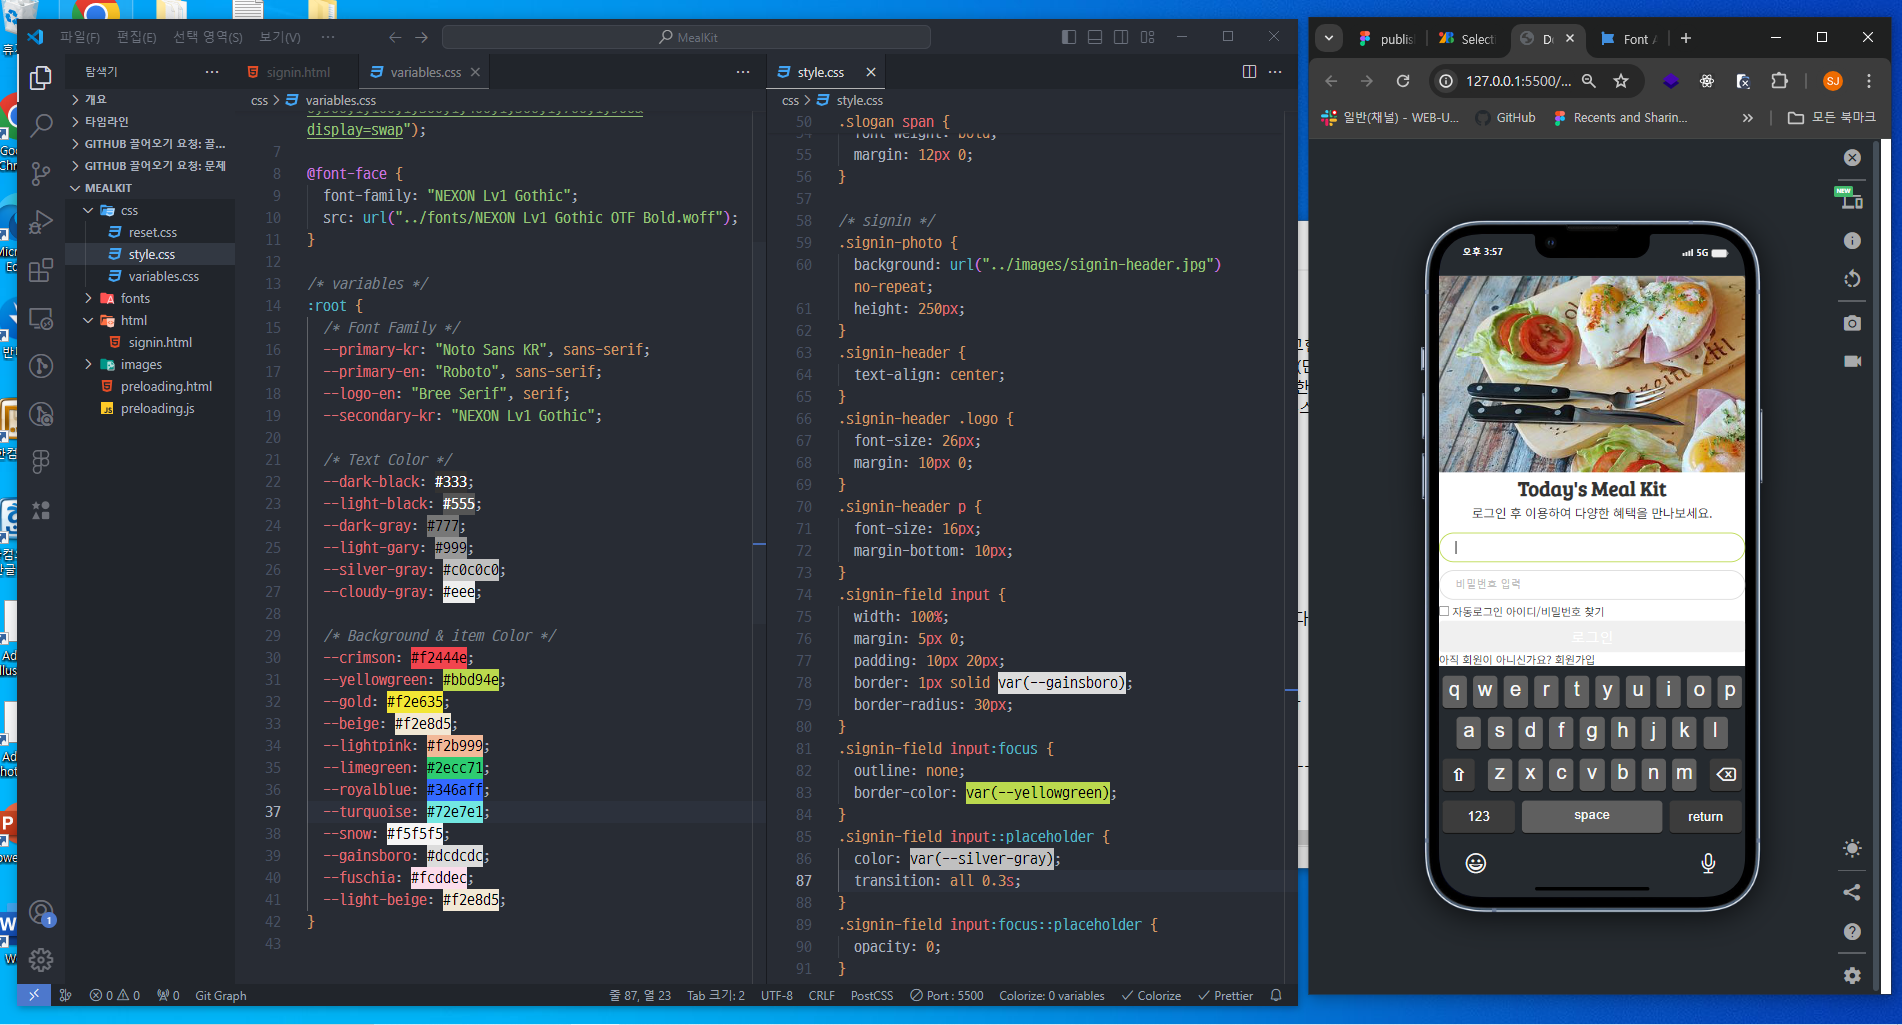 파일(F) 편집(E) 선택 영역(S) 보기(V) ···
MealKit
탐색기
개요
타임라인
GITHUB 끌어오기 요청: 끌...
GITHUB 끌어오기 요청: 문제
MEALKIT
css
reset.css
style.css
variables.css
fonts
html
signin.html
images
preloading.html
preloading.js
signin.html
variables.css
css > variables.css
display=swap");
7
8 @font-face {
9 font-family: "NEXON Lv1 Gothic";
10 src: url("../fonts/NEXON Lv1 Gothic OTF Bold.woff");
11 }
12
13 /* variables */
14 :root {
15 /* Font Family */
16 --primary-kr: "Noto Sans KR", sans-serif;
17 --primary-en: "Roboto", sans-serif;
18 --logo-en: "Bree Serif", serif;
19 --secondary-kr: "NEXON Lv1 Gothic";
20
21 /* Text Color */
22 --dark-black: #333;
23 --light-black: #555;
24 --dark-gray: #777;
25 --light-gary: #999;
26 --silver-gray: #c0c0c0;
27 --cloudy-gray: #eee;
28
29 /* Background & item Color */
30 --crimson: #f2444e;
31 --yellowgreen: #bbd94e;
32 --gold: #f2e635;
33 --beige: #f2e8d5;
34 --lightpink: #f2b999;
35 --limegreen: #2ecc71;
36 --royalblue: #346aff;
37 --turquoise: #72e7e1;
38 --snow: #f5f5f5;
39 --gainsboro: #dcdcdc;
40 --fuschia: #fcddec;
41 --light-beige: #f2e8d5;
42 }
43
style.css
css > style.css
50 .slogan span {
54 font-weight: bold;
55 margin: 12px 0;
56 }
57
58 /* signin */
59 .signin-photo {
60 background: url("../images/signin-header.jpg")
no-repeat;
61 height: 250px;
62 }
63 .signin-header {
64 text-align: center;
65 }
66 .signin-header .logo {
67 font-size: 26px;
68 margin: 10px 0;
69 }
70 .signin-header p {
71 font-size: 16px;
72 margin-bottom: 10px;
73 }
74 .signin-field input {
75 width: 100%;
76 margin: 5px 0;
77 padding: 10px 20px;
78 border: 1px solid var(--gainsboro);
79 border-radius: 30px;
80 }
81 .signin-field input:focus {
82 outline: none;
83 border-color: var(--yellowgreen);
84 }
85 .signin-field input::placeholder {
86 color: var(--silver-gray);
87 transition: all 0.3s;
88 }
89 .signin-field input:focus::placeholder {
90 opacity: 0;
91 }
1
0 0 0 Git Graph
줄 87, 열 23 Tab 크기: 2 UTF-8 CRLF PostCSS Port : 5500 Colorize: 0 variables Colorize Prettier
publis
Selecti
D
Font A
127.0.0.1:5500/...
SJ
일반(채널) - WEB-U... GitHub Recents and Sharin... » 모든 북마크
NEW
오후 3:57 5G
Today's Meal Kit
로그인 후 이용하여 다양한 혜택을 만나보세요.
비밀번호 입력
자동로그인 아이디/비밀번호 찾기
로그인
아직 회원이 아니신가요? 회원가입
q w e r t y u i o p
a s d f g h j k l
z x c v b n m
123 space return